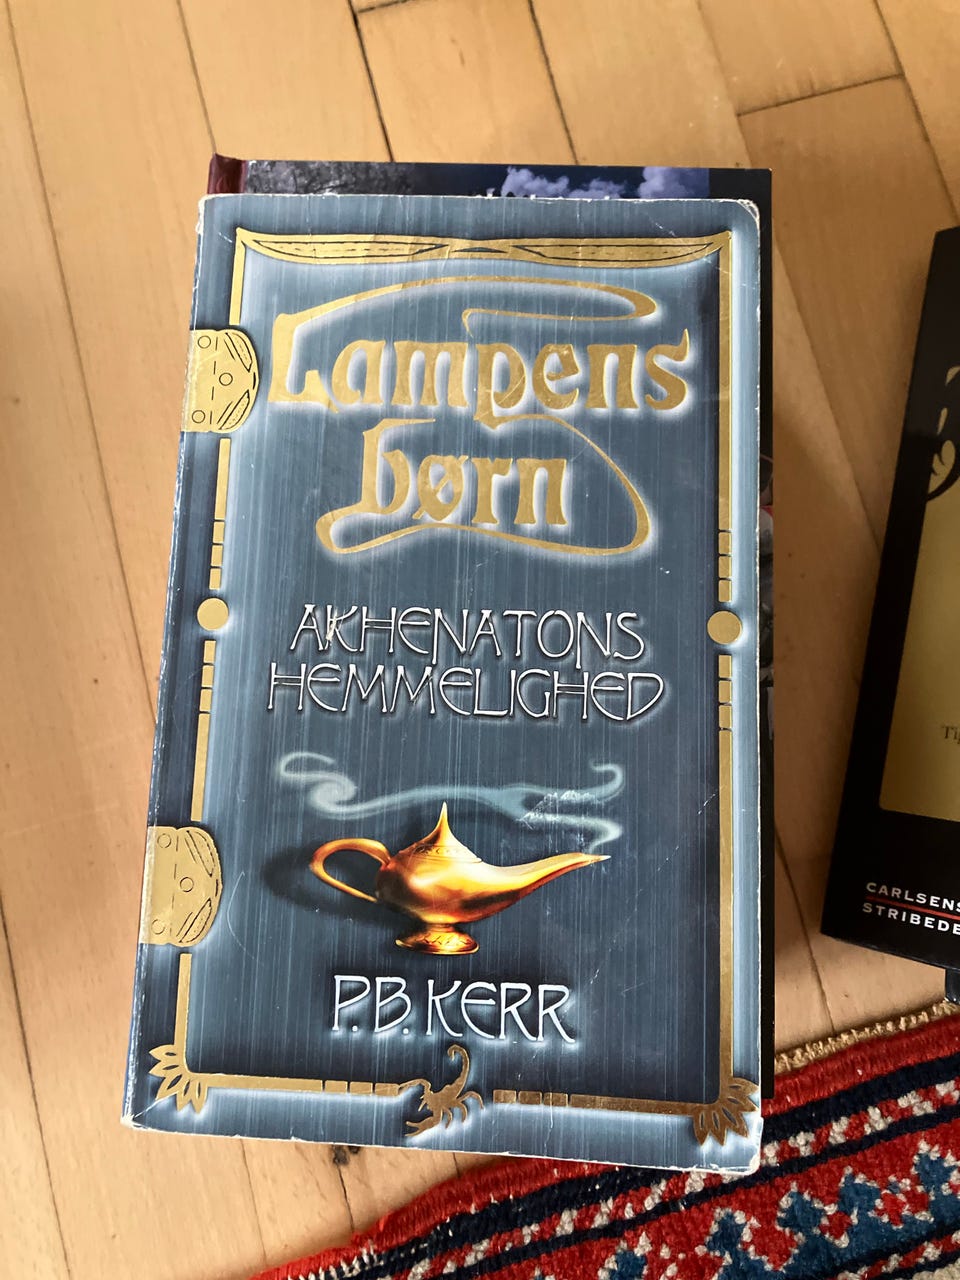 Lampens
børn
AKHENATONS
HEMMELIGHED
P.B. KERR
CARLSENS
STRIBEDE